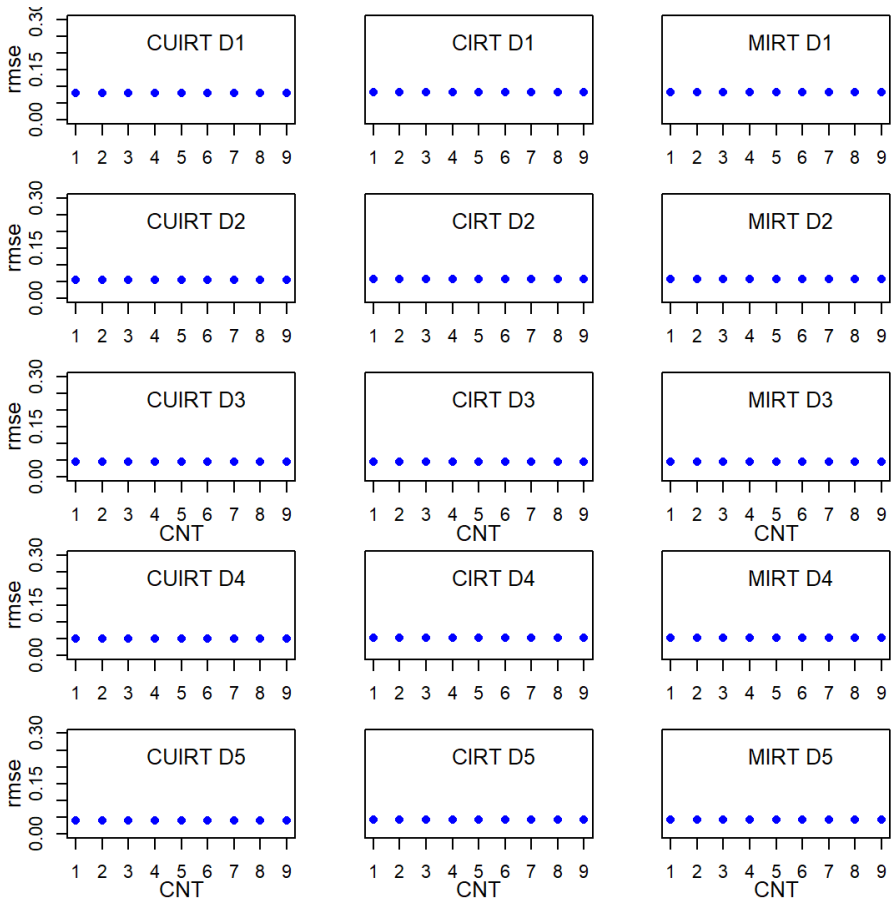 rmse
0.00 0.15 0.30
CUIRT D1
1 2 3 4 5 6 7 8 9
CIRT D1
1 2 3 4 5 6 7 8 9
MIRT D1
1 2 3 4 5 6 7 8 9
rmse
0.00 0.15 0.30
CUIRT D2
1 2 3 4 5 6 7 8 9
CIRT D2
1 2 3 4 5 6 7 8 9
MIRT D2
1 2 3 4 5 6 7 8 9
rmse
0.00 0.15 0.30
CUIRT D3
1 2 3 4 5 6 7 8 9
CNT
CIRT D3
1 2 3 4 5 6 7 8 9
CNT
MIRT D3
1 2 3 4 5 6 7 8 9
CNT
rmse
0.00 0.15 0.30
CUIRT D4
1 2 3 4 5 6 7 8 9
CIRT D4
1 2 3 4 5 6 7 8 9
MIRT D4
1 2 3 4 5 6 7 8 9
rmse
0.00 0.15 0.30
CUIRT D5
1 2 3 4 5 6 7 8 9
CNT
CIRT D5
1 2 3 4 5 6 7 8 9
CNT
MIRT D5
1 2 3 4 5 6 7 8 9
CNT